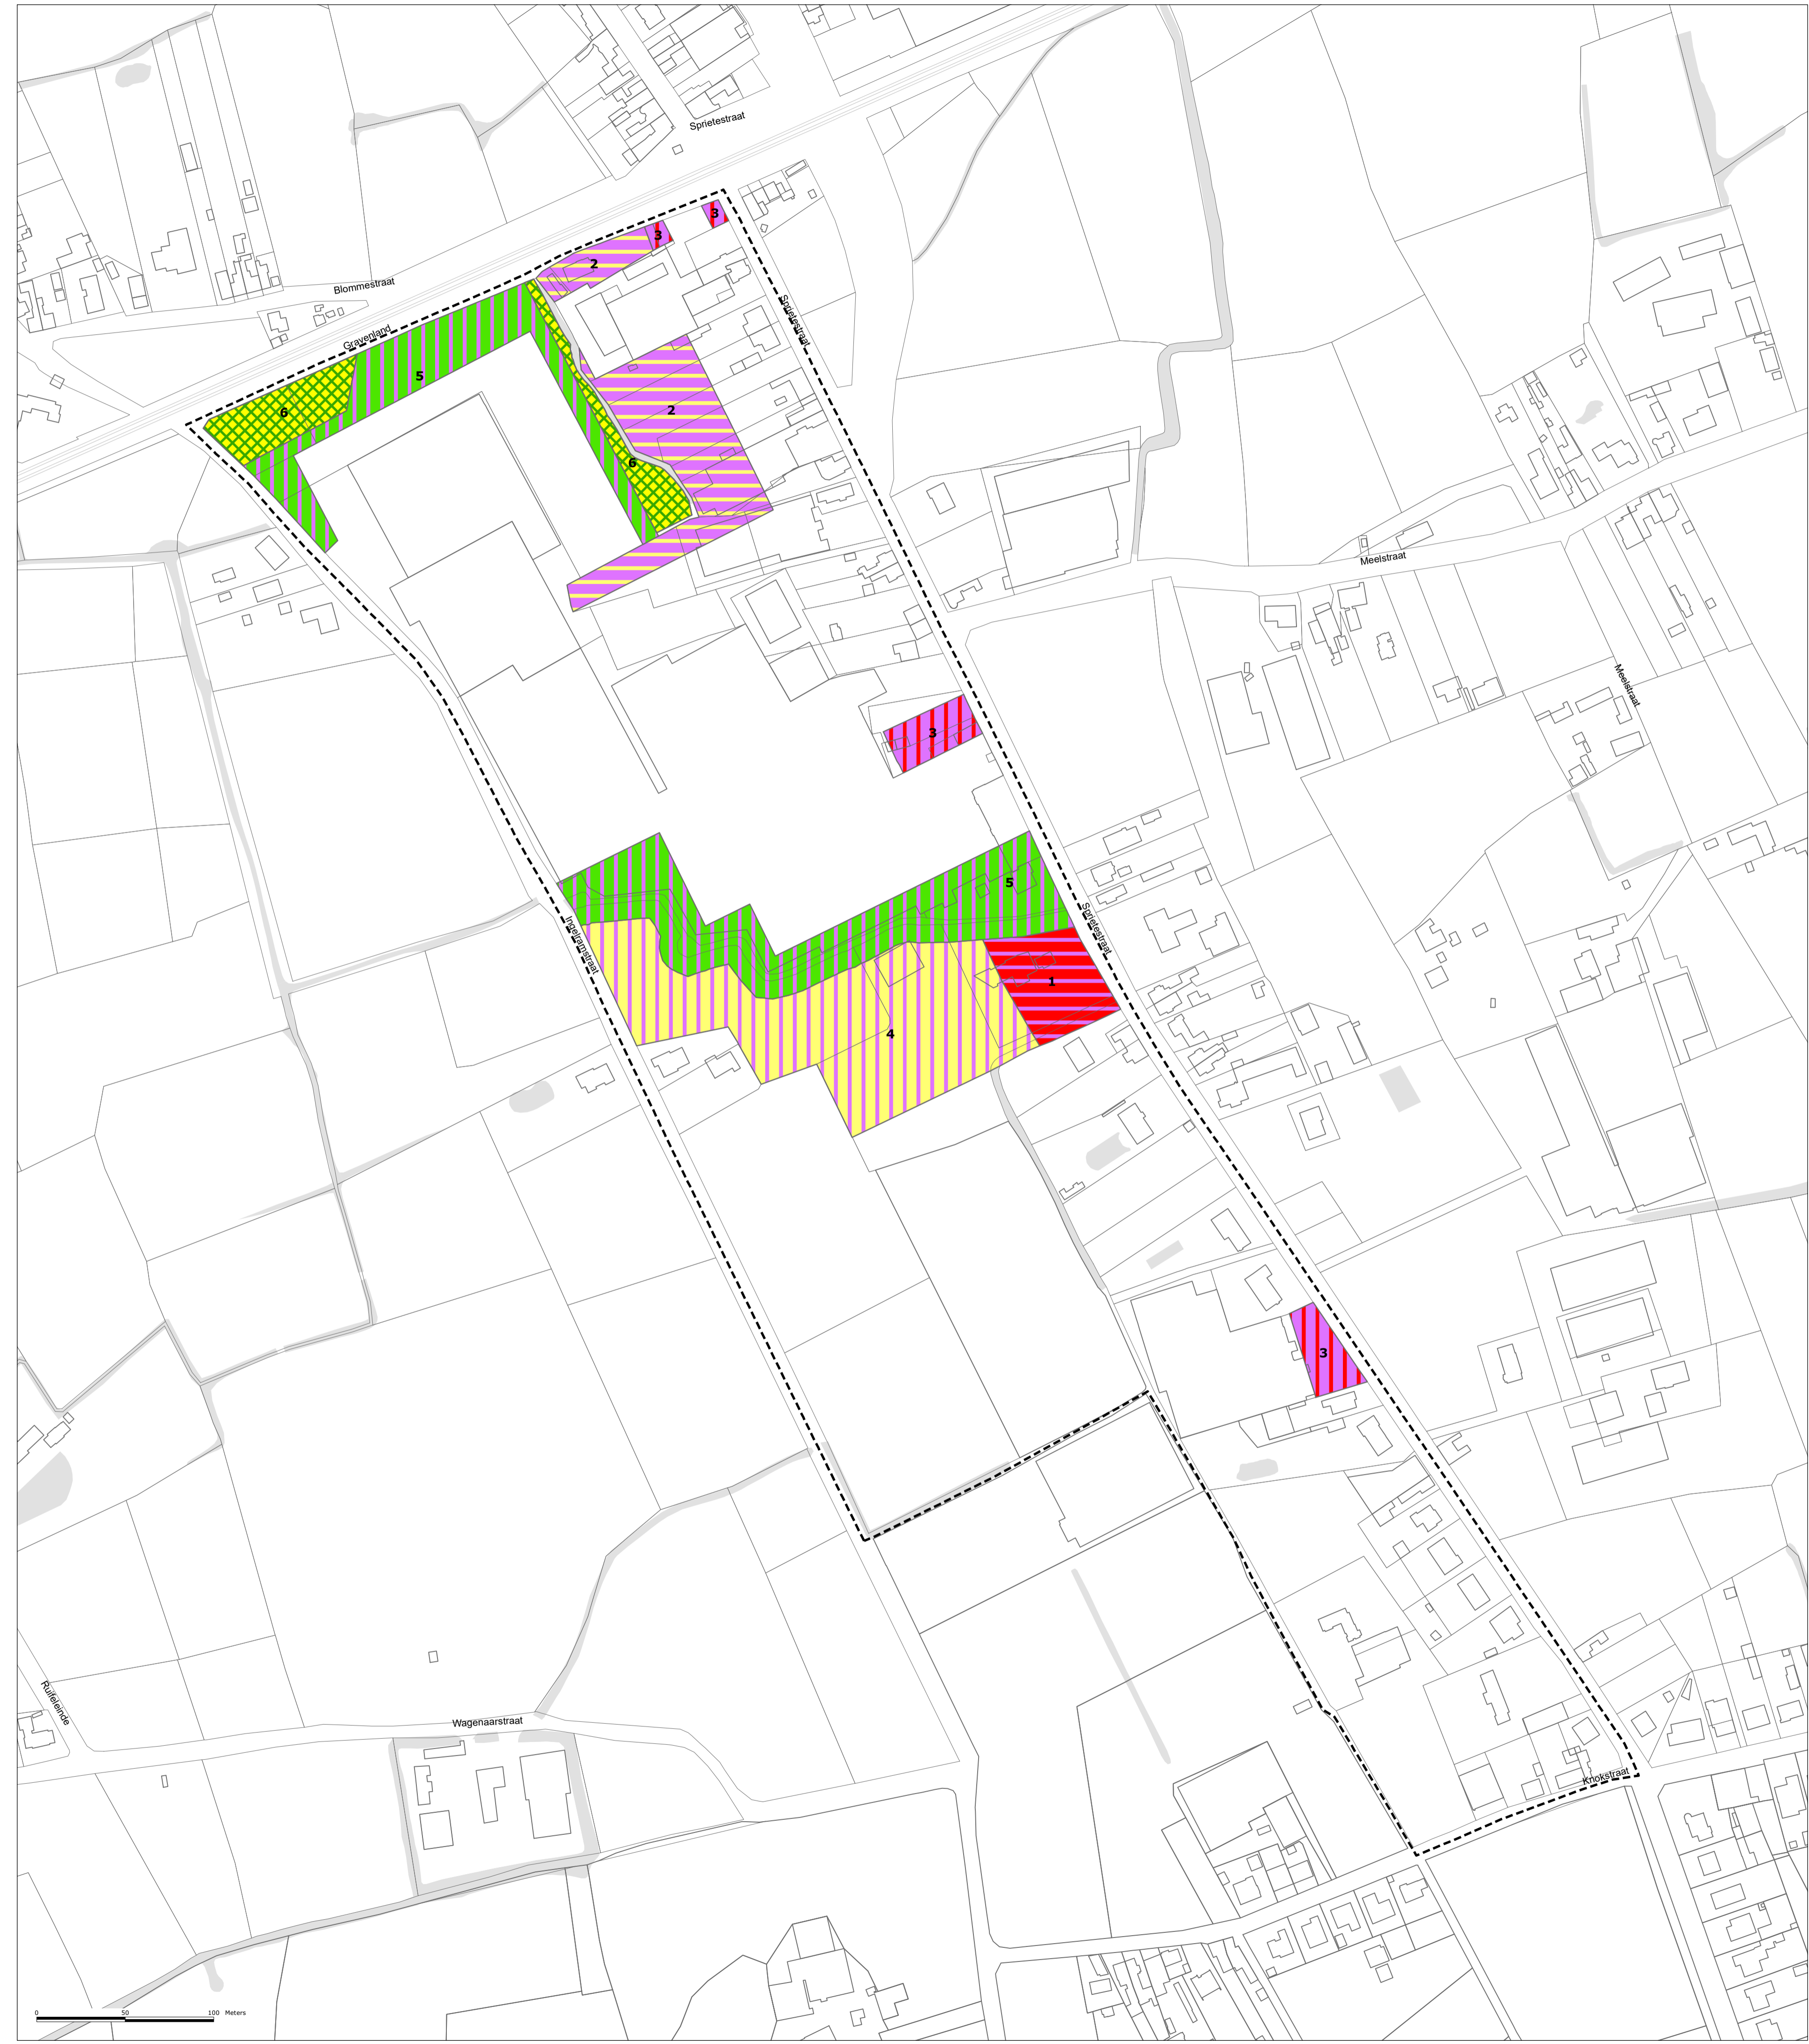 Sprietestraat
3
3
2
Blommestraat
Sprietestraat
Gravenland
5
2
6
6
Meelstraat
Meelstraat
3
5
Sprietestraat
Ingelramstraat
1
4
3
Ruifeleinde
Wagenaarstraat
Knokstraat
0 50 100 Meters